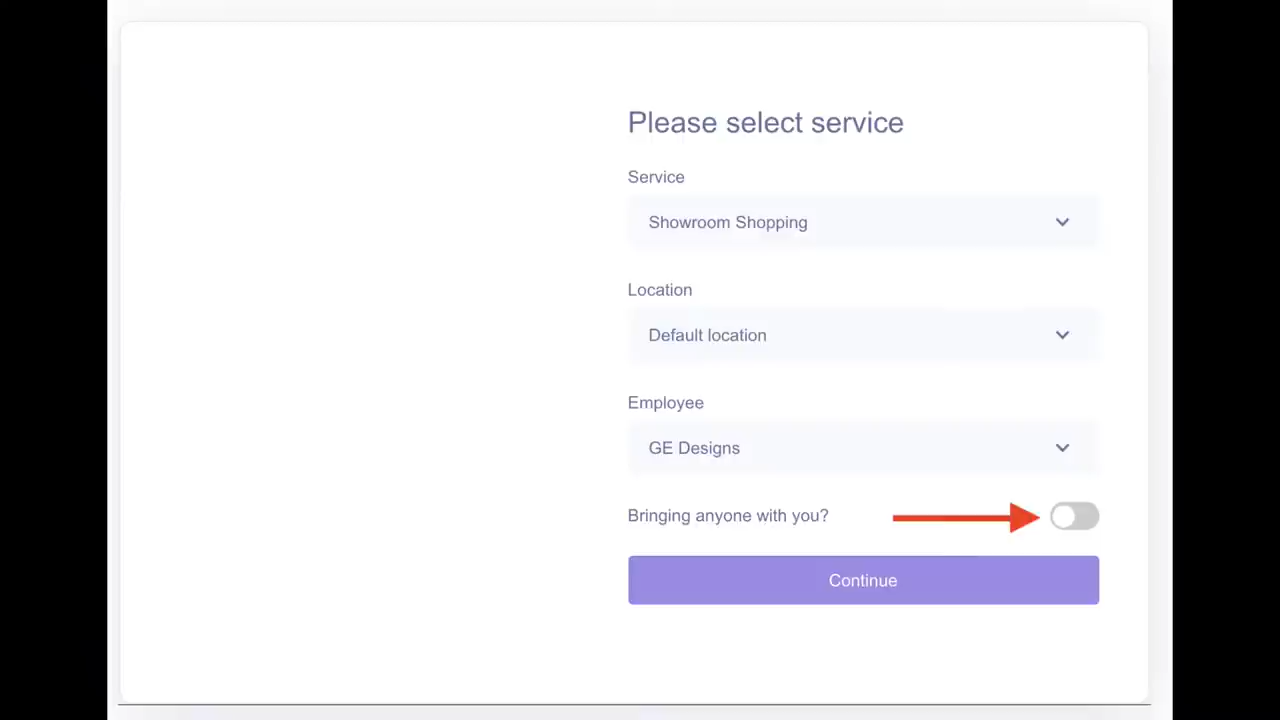 Please select service
Service
Showroom Shopping
Location
Default location
Employee
GE Designs
Bringing anyone with you?
Continue